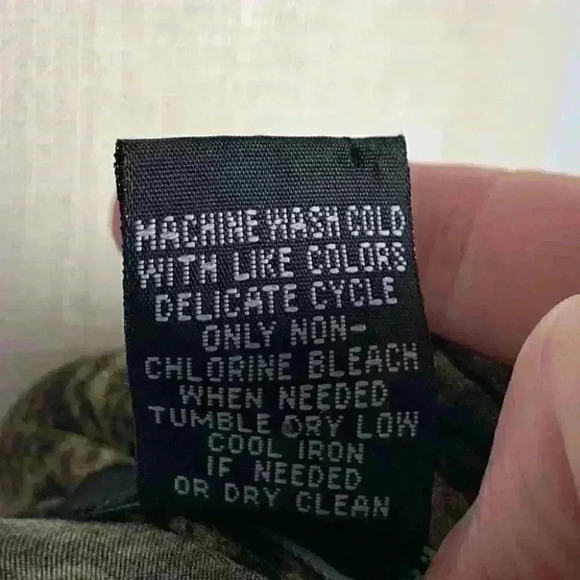 MACHINE WASH COLD
WITH LIKE COLORS
DELICATE CYCLE
ONLY NON-
CHLORINE BLEACH
WHEN NEEDED
TUMBLE DRY LOW
COOL IRON
IF NEEDED
OR DRY CLEAN